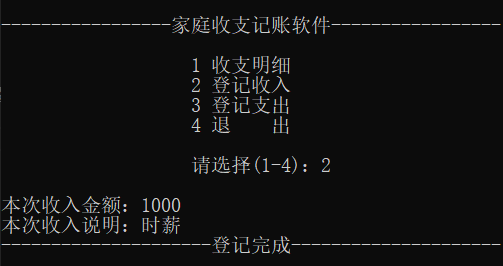 -----------------家庭收支记账软件-----------------
1 收支明细
2 登记收入
3 登记支出
4 退    出
请选择(1-4): 2
本次收入金额: 1000
本次收入说明: 时薪
---------------------登记完成---------------------